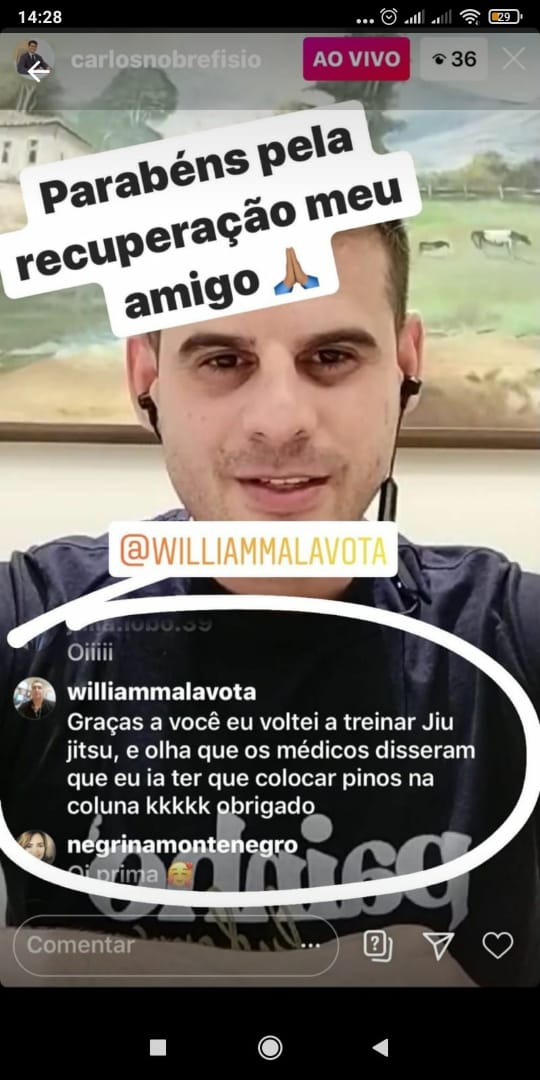 14:28
29
carlosnobrefisio
AO VIVO
36
Parabéns pela
recuperação meu
amigo 🙏🏽
@WILLIAMMALAVOTA
Oiiiii
williammalavota
Graças a você eu voltei a treinar Jiu
jitsu, e olha que os médicos disseram
que eu ia ter que colocar pinos na
coluna kkkkk obrigado
negrinamontenegro
Oi prima 🥰
Comentar